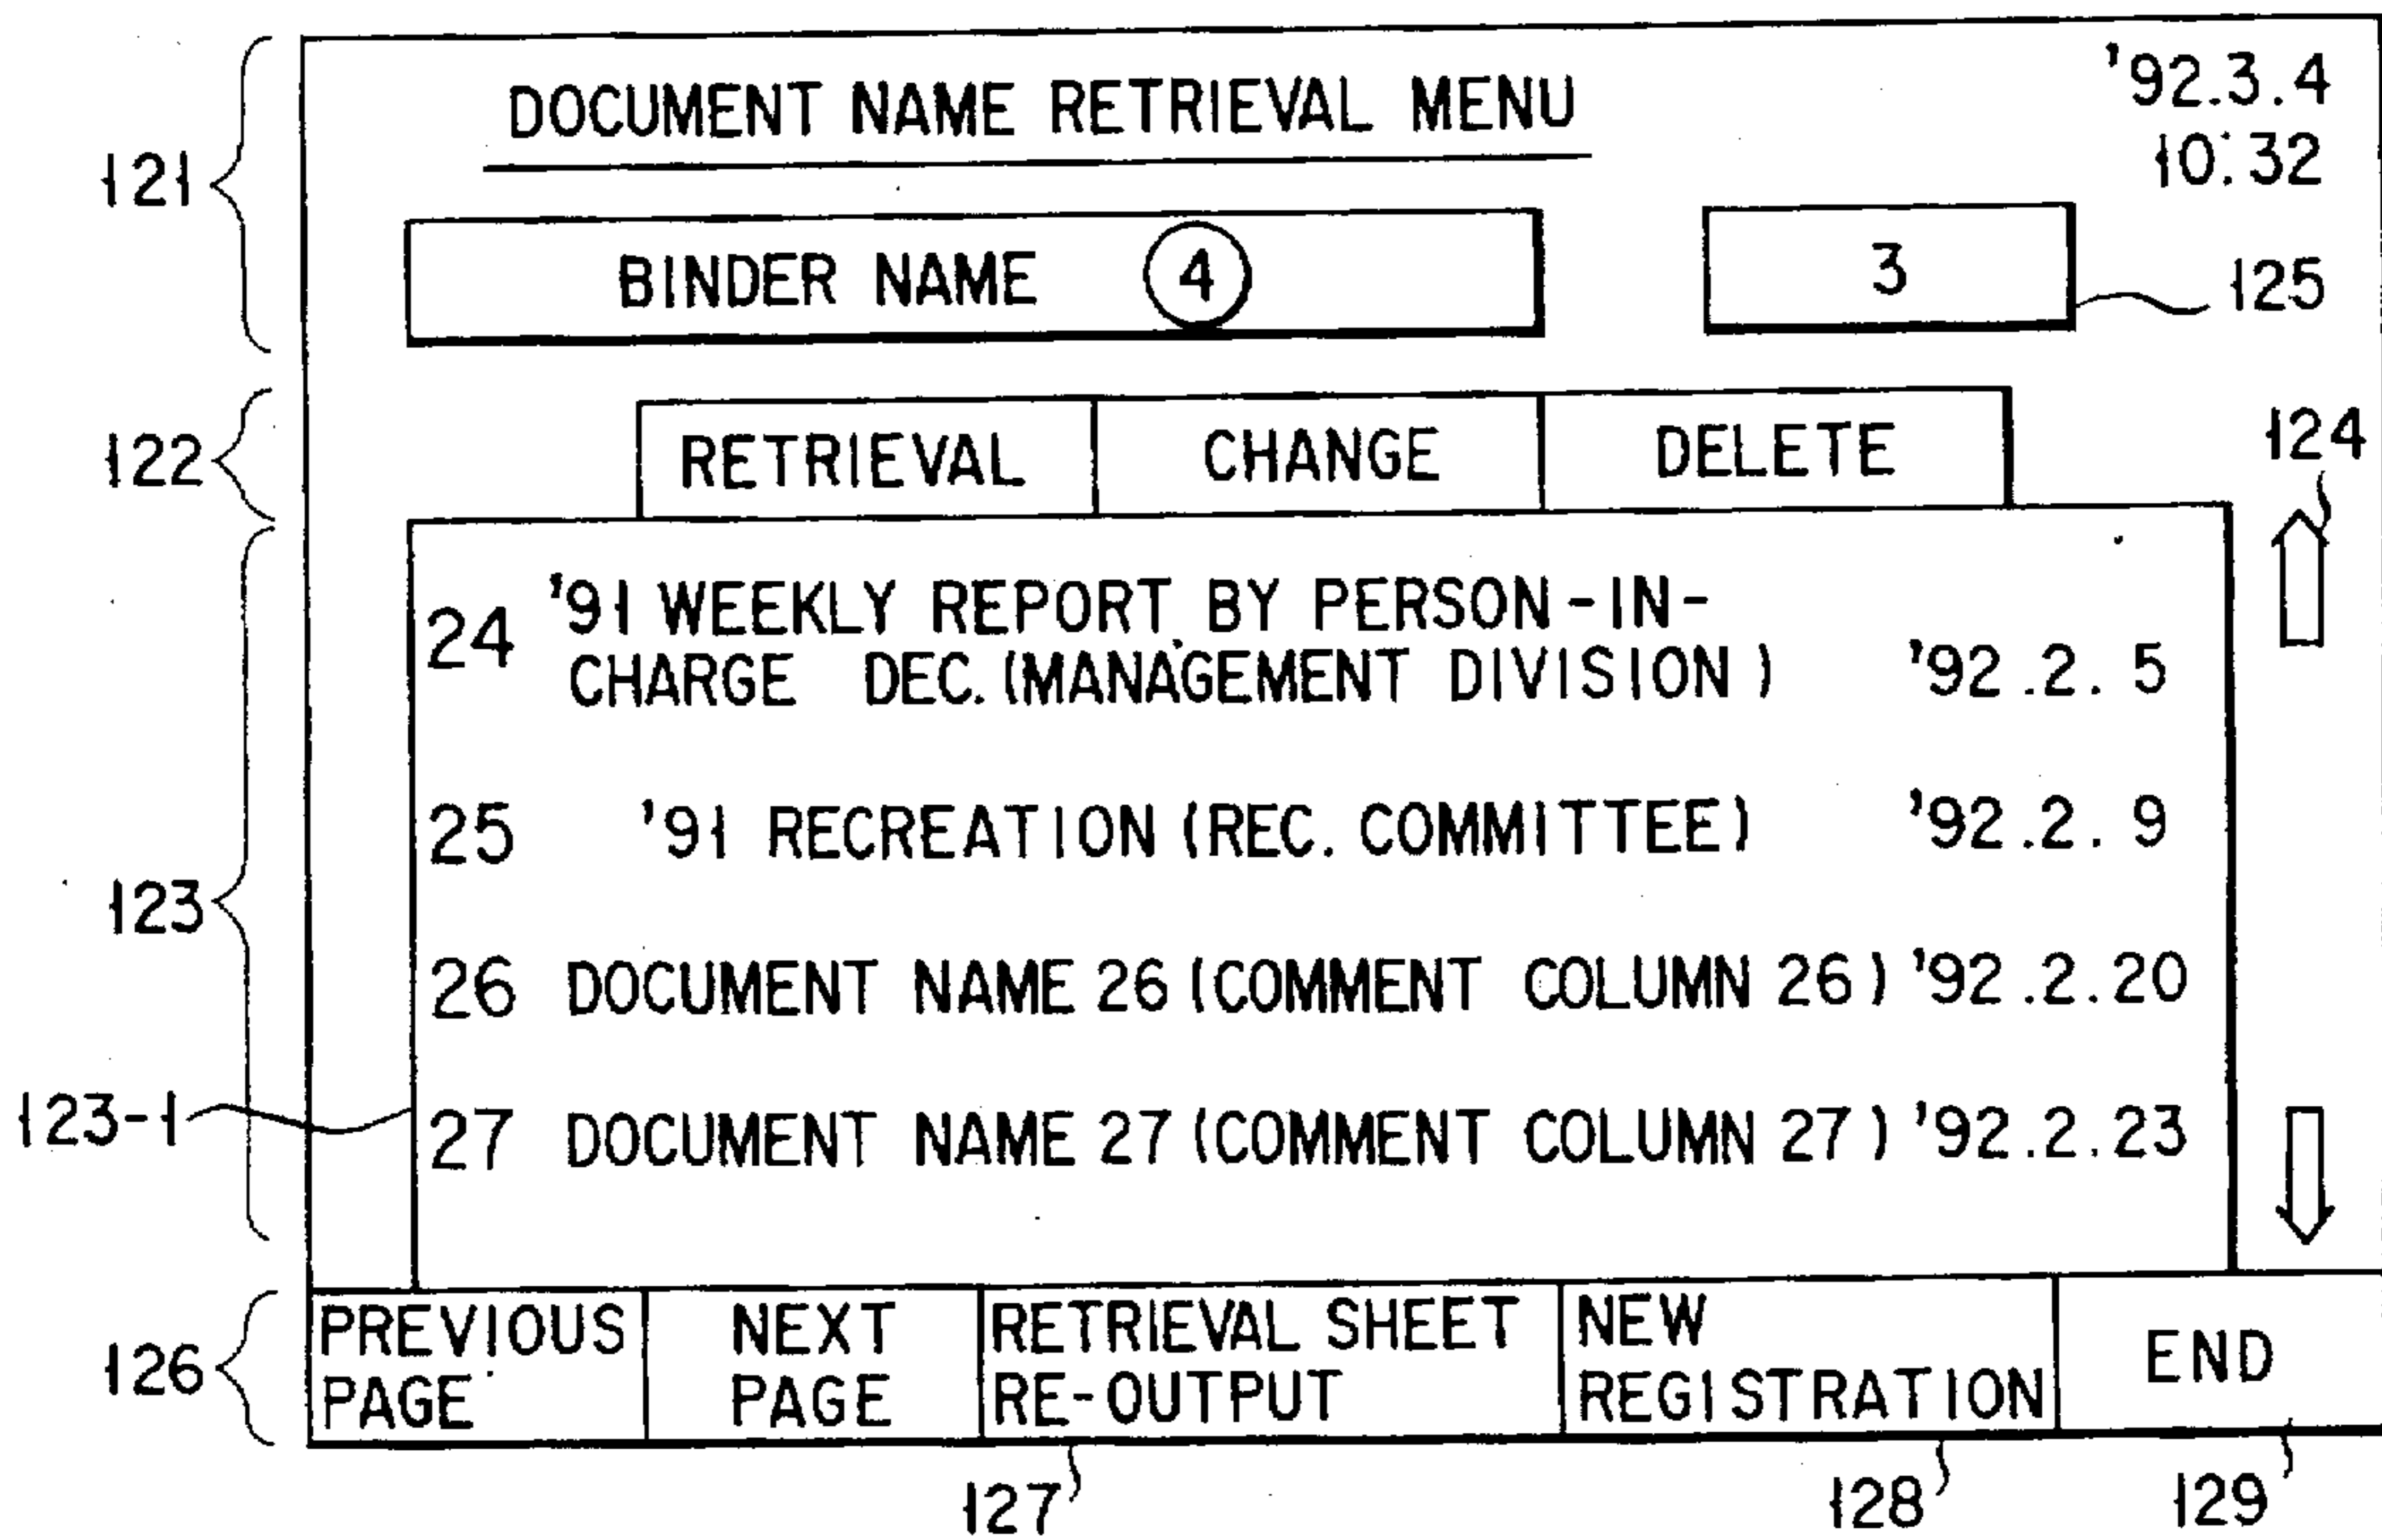 DOCUMENT NAME RETRIEVAL MENU
'92.3.4
10:32
121
BINDER NAME ④
3
125
122
RETRIEVAL CHANGE DELETE
124
24 '91 WEEKLY REPORT BY PERSON-IN-
CHARGE DEC. (MANAGEMENT DIVISION) '92.2.5
25 '91 RECREATION (REC. COMMITTEE) '92.2.9
123
26 DOCUMENT NAME 26 (COMMENT COLUMN 26) '92.2.20
123-1
27 DOCUMENT NAME 27 (COMMENT COLUMN 27) '92.2.23
126
PREVIOUS
PAGE
NEXT
PAGE
RETRIEVAL SHEET
RE-OUTPUT
NEW
REGISTRATION
END
127
128
129